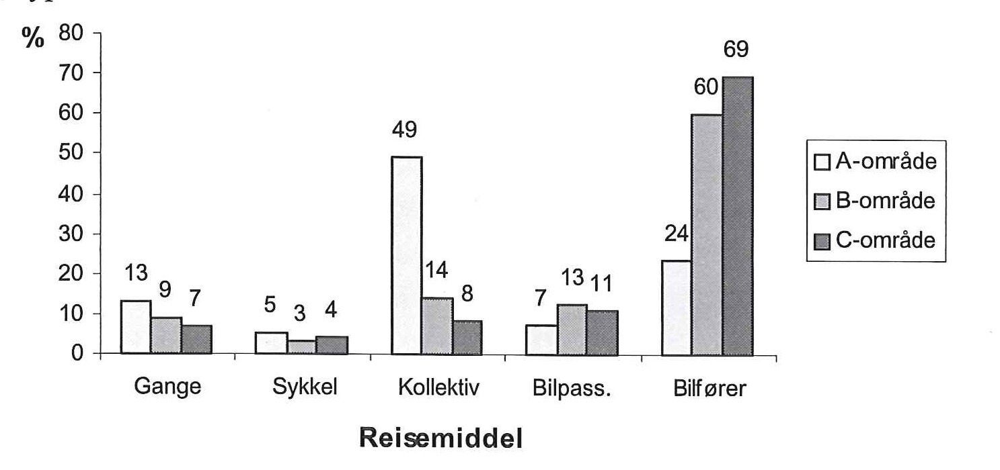 % 80
70
60
50
40
30
20
10
0
13
9
7
5
3
4
49
14
8
7
13
11
24
60
69
Gange
Sykkel
Kollektiv
Bilpass.
Bilfører
Reisemiddel
A-område
B-område
C-område